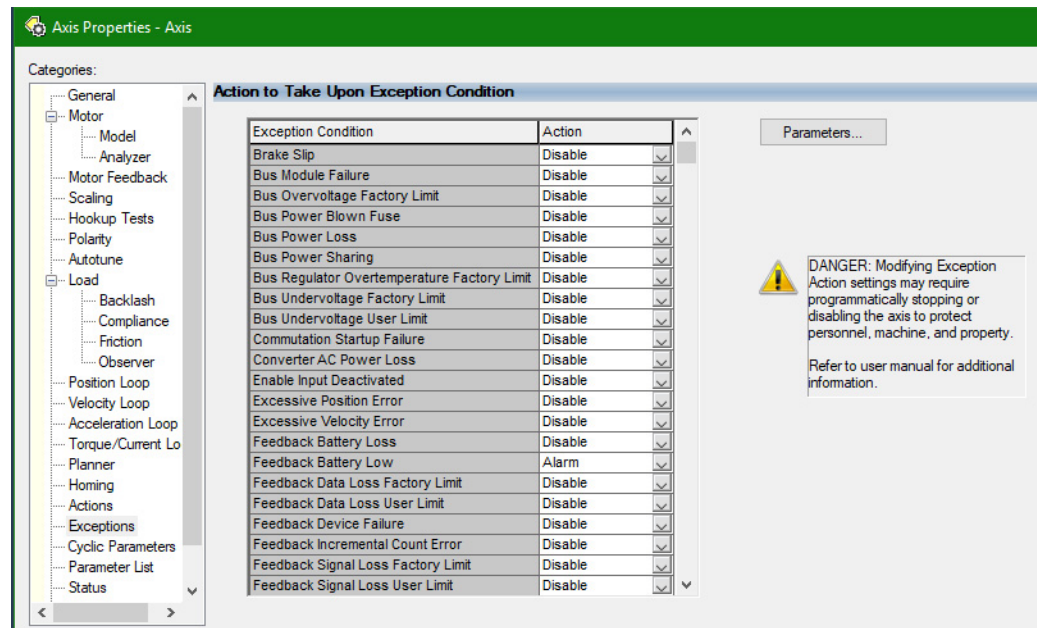 Axis Properties - Axis
Categories:
General
Motor
Model
Analyzer
Motor Feedback
Scaling
Hookup Tests
Polarity
Autotune
Load
Backlash
Compliance
Friction
Observer
Position Loop
Velocity Loop
Acceleration Loop
Torque/Current Lo
Planner
Homing
Actions
Exceptions
Cyclic Parameters
Parameter List
Status
Action to Take Upon Exception Condition
Exception Condition Action
Brake Slip Disable
Bus Module Failure Disable
Bus Overvoltage Factory Limit Disable
Bus Power Blown Fuse Disable
Bus Power Loss Disable
Bus Power Sharing Disable
Bus Regulator Overtemperature Factory Limit Disable
Bus Undervoltage Factory Limit Disable
Bus Undervoltage User Limit Disable
Commutation Startup Failure Disable
Converter AC Power Loss Disable
Enable Input Deactivated Disable
Excessive Position Error Disable
Excessive Velocity Error Disable
Feedback Battery Loss Disable
Feedback Battery Low Alarm
Feedback Data Loss Factory Limit Disable
Feedback Data Loss User Limit Disable
Feedback Device Failure Disable
Feedback Incremental Count Error Disable
Feedback Signal Loss Factory Limit Disable
Feedback Signal Loss User Limit Disable
Parameters...
DANGER: Modifying Exception
Action settings may require
programmatically stopping or
disabling the axis to protect
personnel, machine, and property.
Refer to user manual for additional
information.